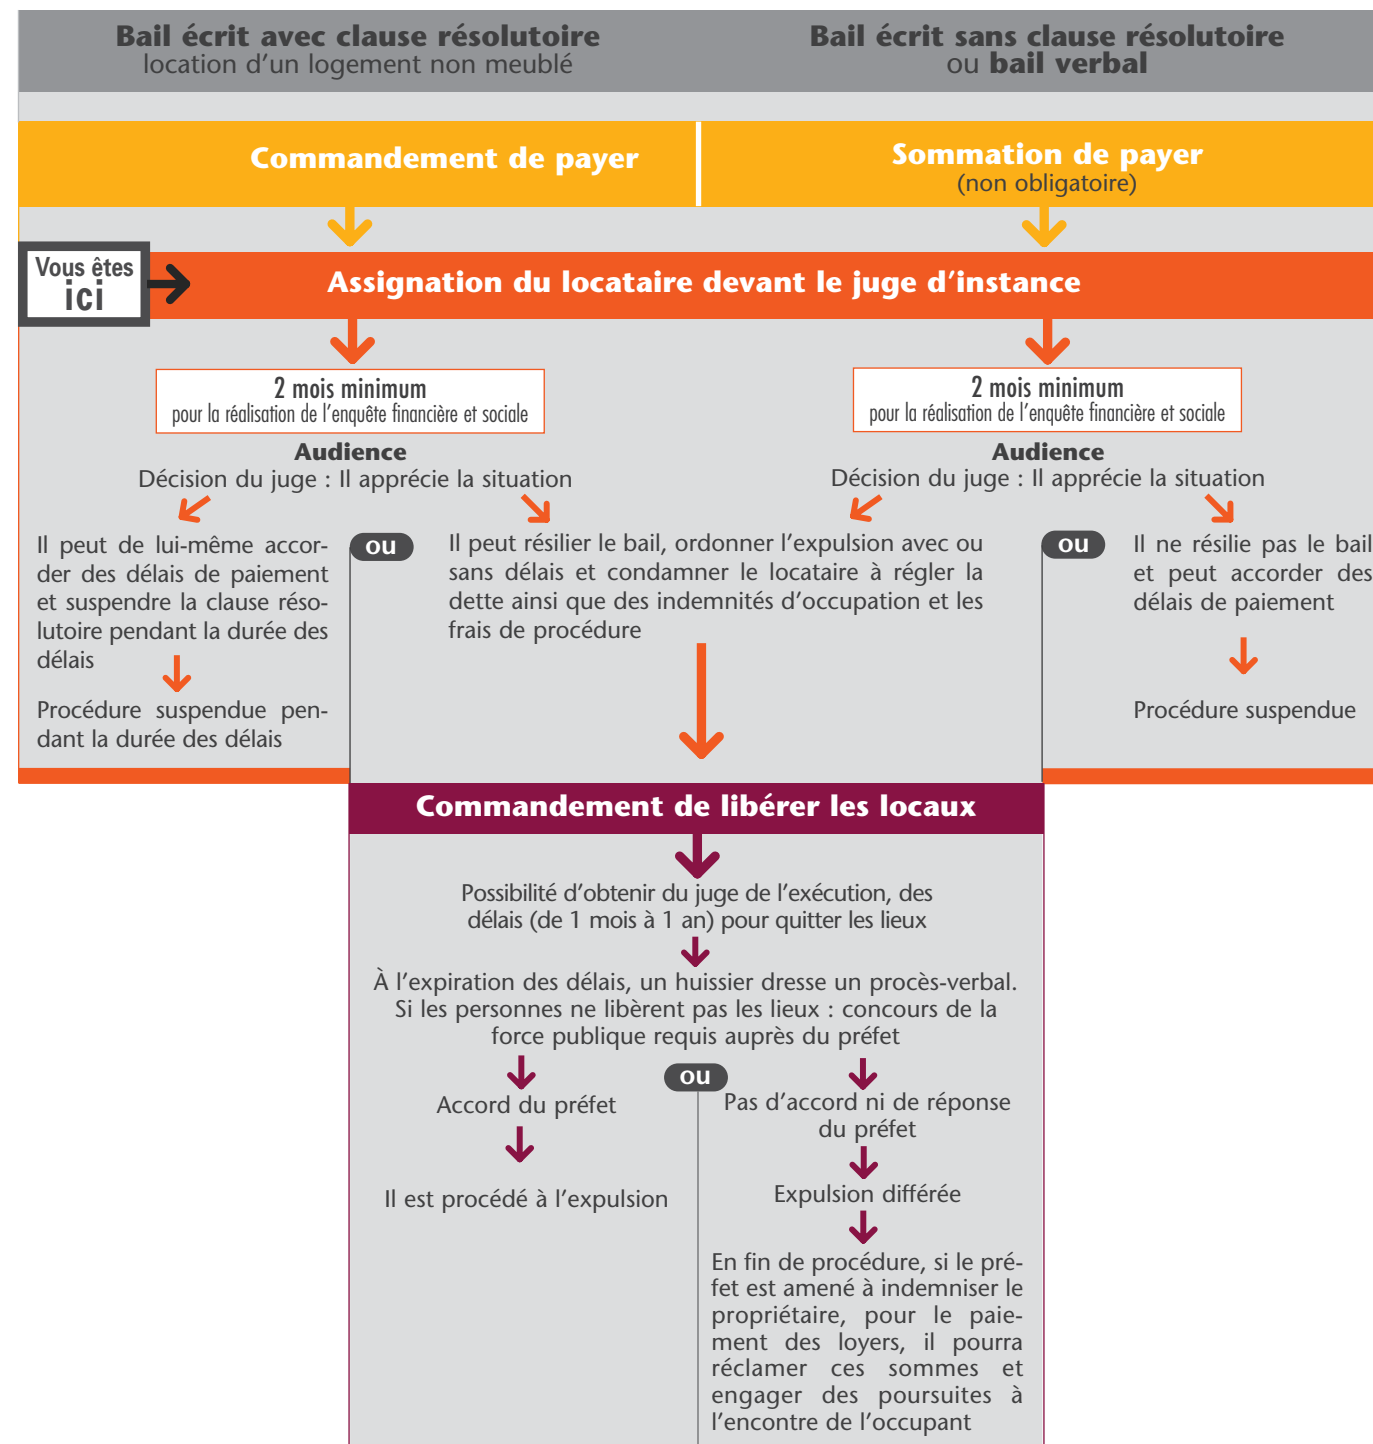 Bail écrit avec clause résolutoire
location d’un logement non meublé
Bail écrit sans clause résolutoire
ou bail verbal
Commandement de payer
Sommation de payer
(non obligatoire)
Vous êtes
ici
Assignation du locataire devant le juge d’instance
2 mois minimum
pour la réalisation de l’enquête financière et sociale
Audience
Décision du juge : Il apprécie la situation
2 mois minimum
pour la réalisation de l’enquête financière et sociale
Audience
Décision du juge : Il apprécie la situation
Il peut de lui-même accor-
der des délais de paiement
et suspendre la clause réso-
lutoire pendant la durée des
délais
Procédure suspendue pen-
dant la durée des délais
ou
Il peut résilier le bail, ordonner l’expulsion avec ou
sans délais et condamner le locataire à régler la
dette ainsi que des indemnités d’occupation et les
frais de procédure
ou
Il ne résilie pas le bail
et peut accorder des
délais de paiement
Procédure suspendue
Commandement de libérer les locaux
Possibilité d’obtenir du juge de l’exécution, des
délais (de 1 mois à 1 an) pour quitter les lieux
À l’expiration des délais, un huissier dresse un procès-verbal.
Si les personnes ne libèrent pas les lieux : concours de la
force publique requis auprès du préfet
Accord du préfet
Il est procédé à l’expulsion
ou
Pas d’accord ni de réponse
du préfet
Expulsion différée
En fin de procédure, si le pré-
fet est amené à indemniser le
propriétaire, pour le paie-
ment des loyers, il pourra
réclamer ces sommes et
engager des poursuites à
l’encontre de l’occupant